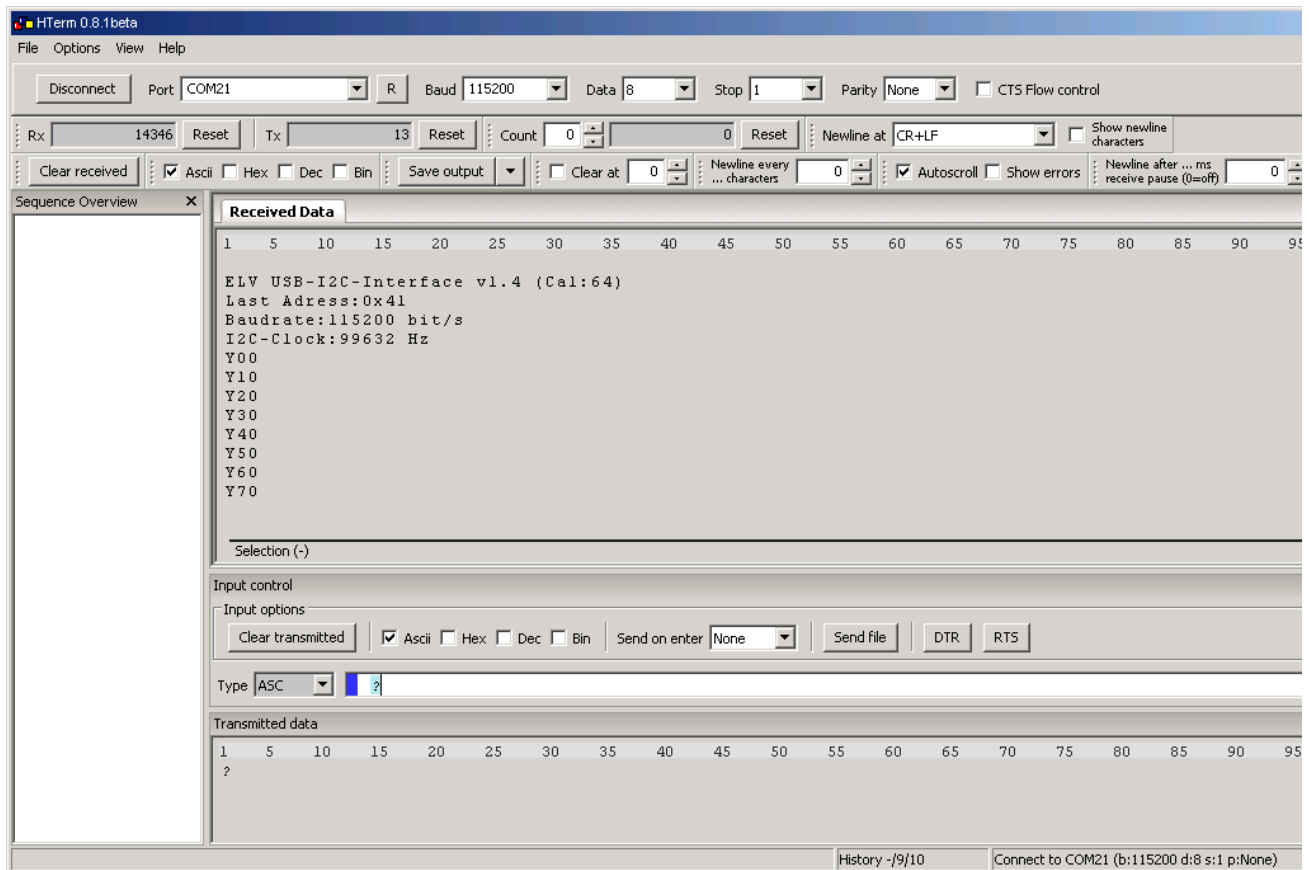 HTerm 0.8.1beta
File Options View Help
Disconnect Port COM21 R Baud 115200 Data 8 Stop 1 Parity None CTS Flow control
Rx 14346 Reset Tx 13 Reset Count 0 0 Reset Newline at CR+LF Show newline characters
Clear received Ascii Hex Dec Bin Save output Clear at 0 Newline every ... characters 0 Autoscroll Show errors Newline after ... ms receive pause (0=off) 0
Sequence Overview X
Received Data
1 5 10 15 20 25 30 35 40 45 50 55 60 65 70 75 80 85 90 95
ELV USB-I2C-Interface v1.4 (Cal:64)
Last Adress:0x41
Baudrate:115200 bit/s
I2C-Clock:99632 Hz
Y00
Y10
Y20
Y30
Y40
Y50
Y60
Y70
Selection (-)
Input control
Input options
Clear transmitted Ascii Hex Dec Bin Send on enter None Send file DTR RTS
Type ASC ?
Transmitted data
1 5 10 15 20 25 30 35 40 45 50 55 60 65 70 75 80 85 90 95
?
History -/9/10 Connect to COM21 (b:115200 d:8 s:1 p:None)